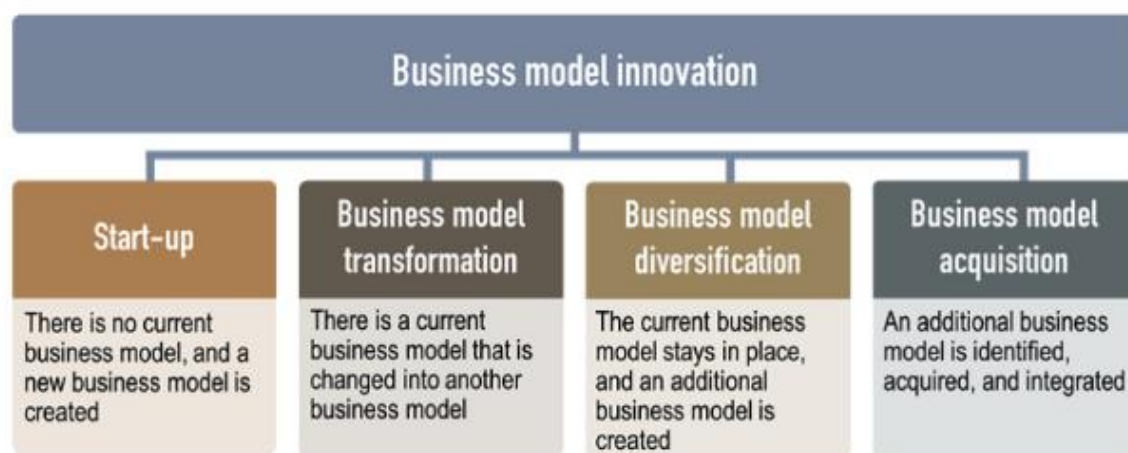 Business model innovation
Start-up
There is no current
business model, and a
new business model is
created
Business model
transformation
There is a current
business model that is
changed into another
business model
Business model
diversification
The current business
model stays in place,
and an additional
business model is
created
Business model
acquisition
An additional business
model is identified,
acquired, and integrated